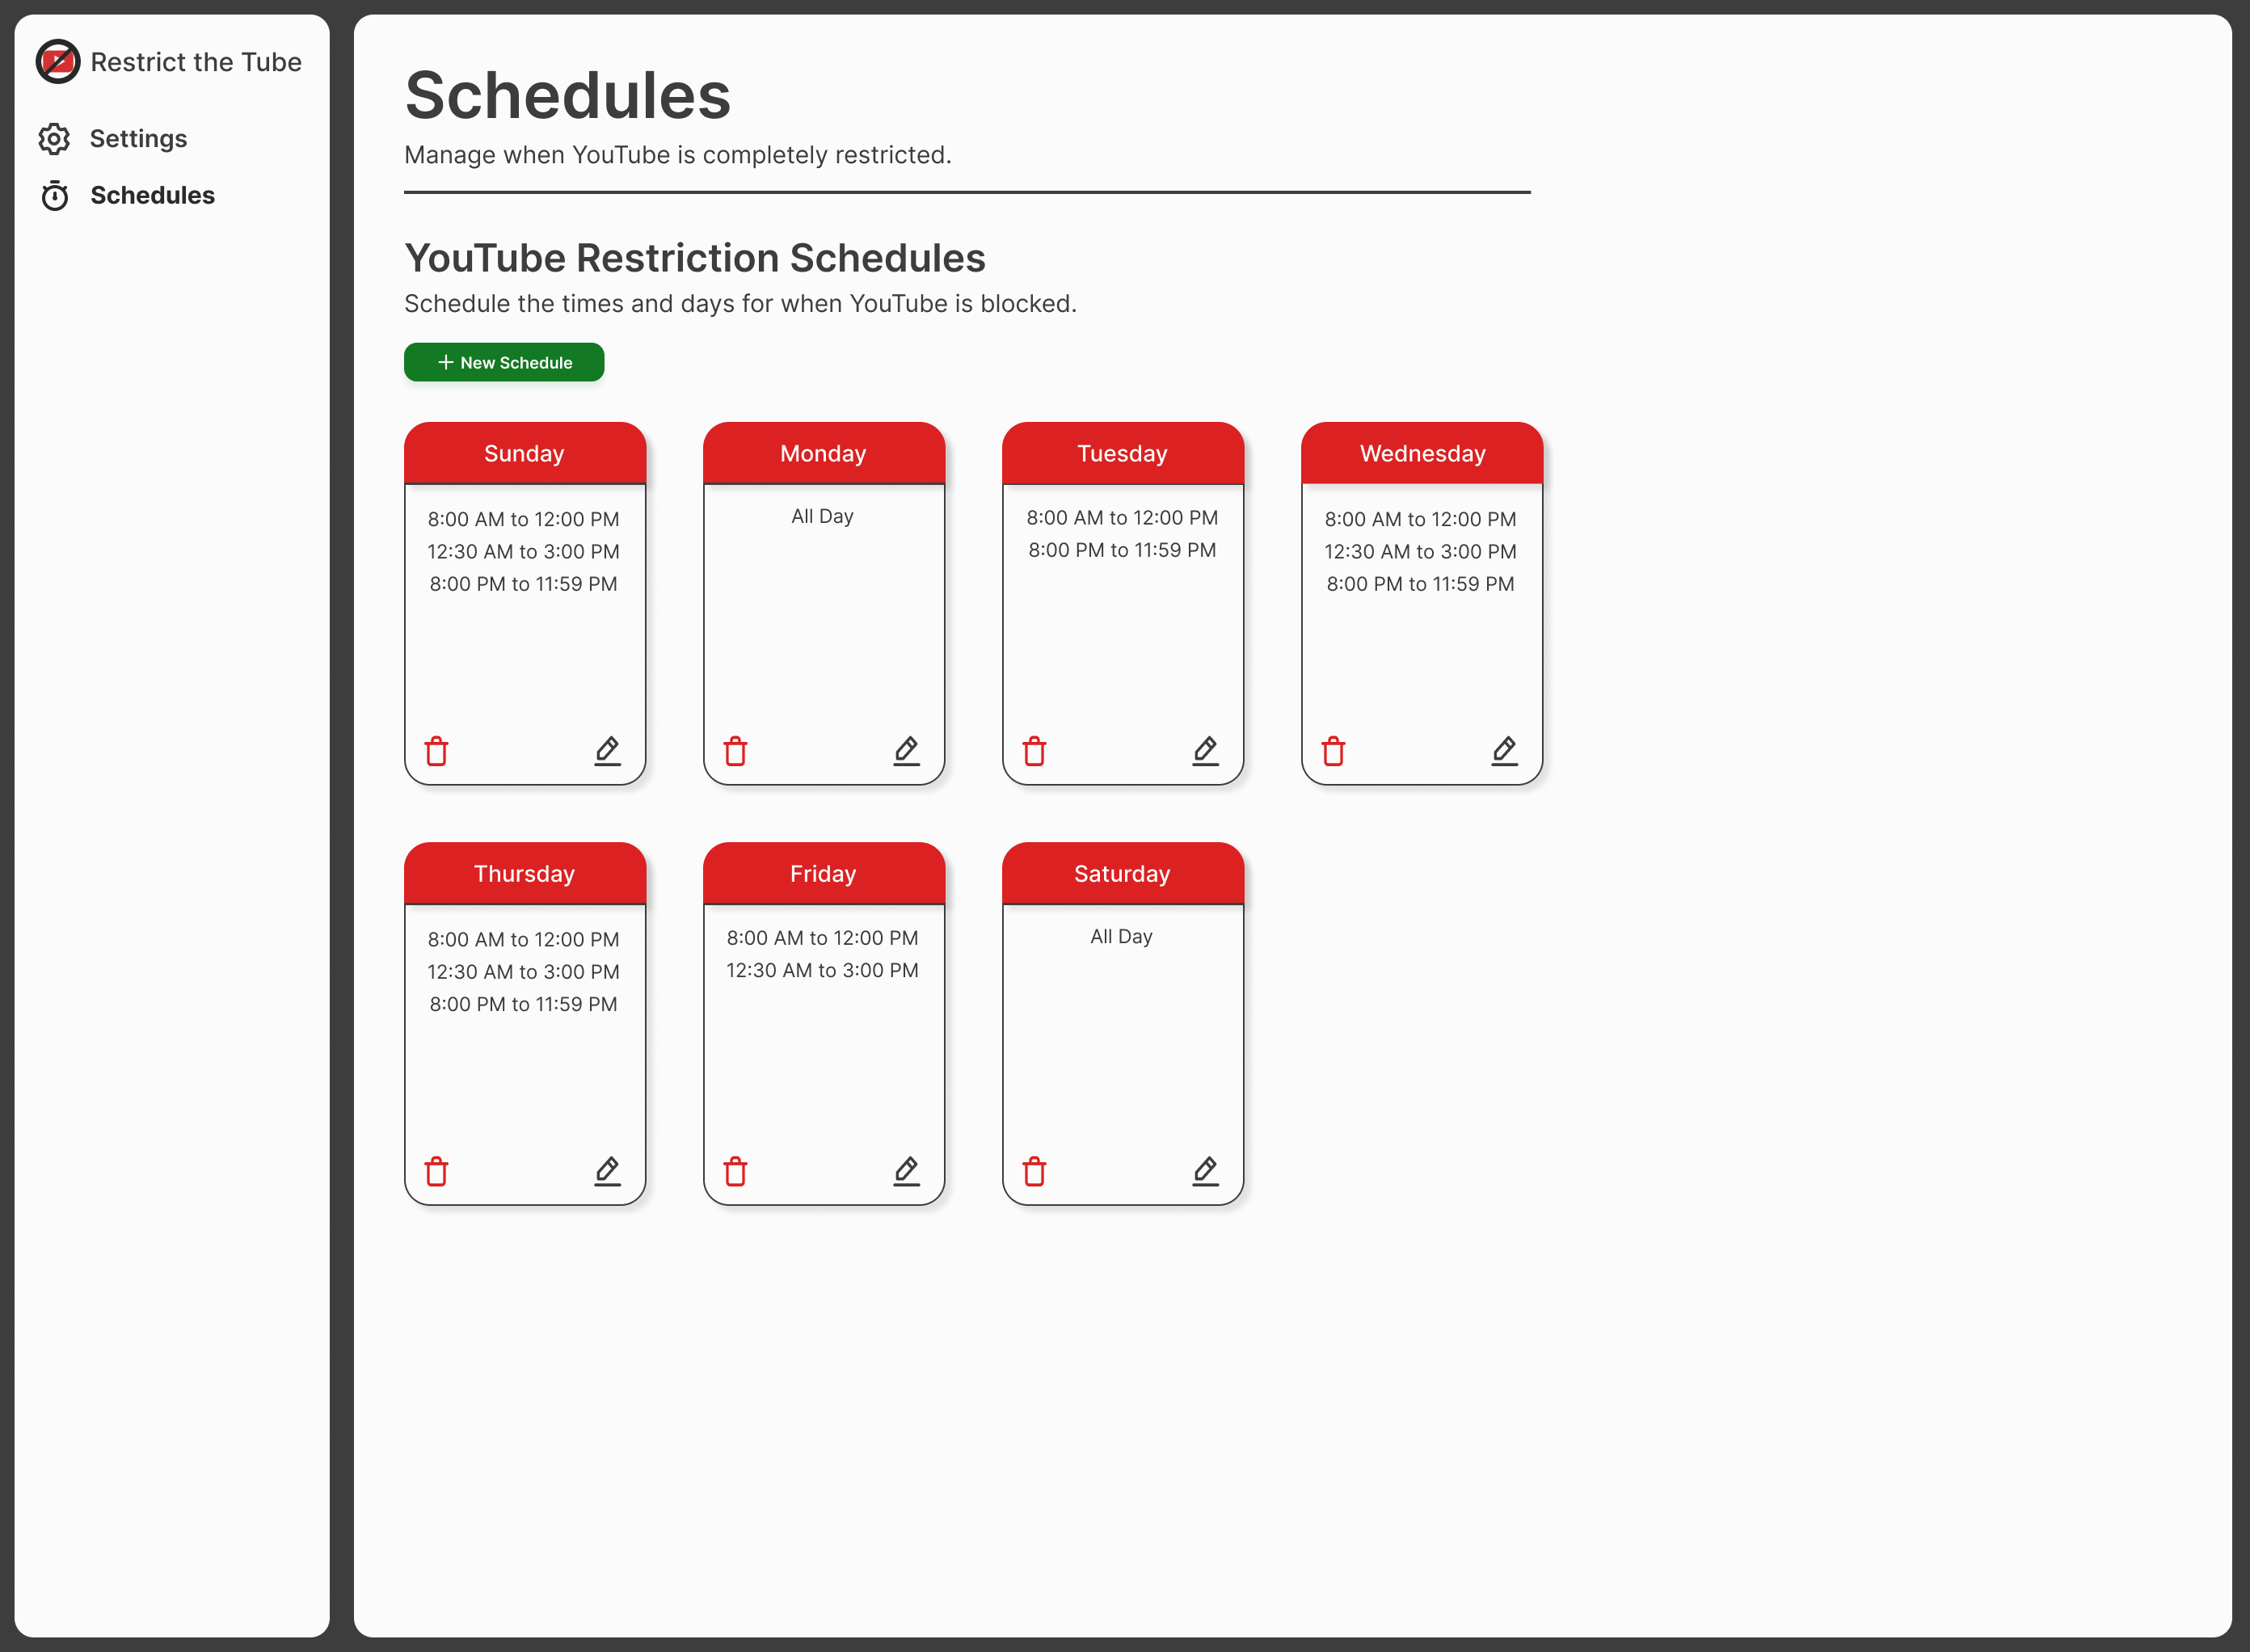 Restrict the Tube
Settings
Schedules
Schedules
Manage when YouTube is completely restricted.
YouTube Restriction Schedules
Schedule the times and days for when YouTube is blocked.
New Schedule
Sunday
8:00 AM to 12:00 PM
12:30 AM to 3:00 PM
8:00 PM to 11:59 PM
Monday
All Day
Tuesday
8:00 AM to 12:00 PM
8:00 PM to 11:59 PM
Wednesday
8:00 AM to 12:00 PM
12:30 AM to 3:00 PM
8:00 PM to 11:59 PM
Thursday
8:00 AM to 12:00 PM
12:30 AM to 3:00 PM
8:00 PM to 11:59 PM
Friday
8:00 AM to 12:00 PM
12:30 AM to 3:00 PM
Saturday
All Day